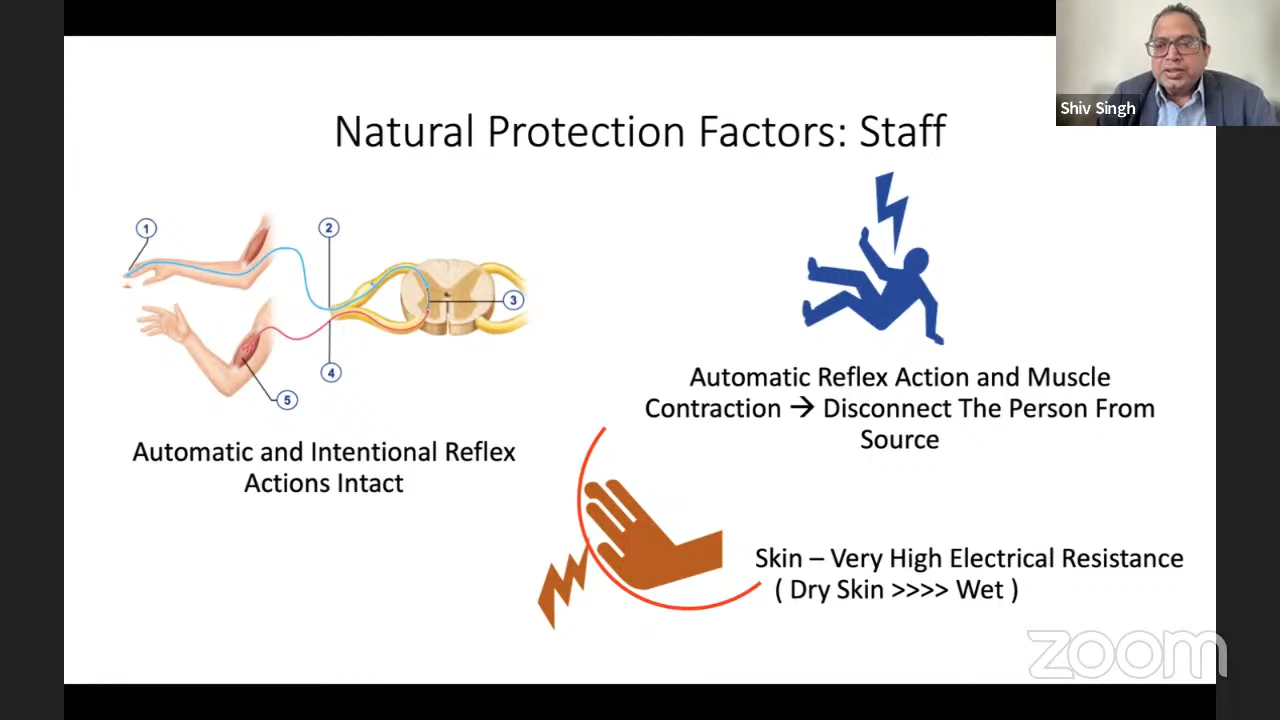 Shiv Singh
Natural Protection Factors: Staff
1
2
3
4
5
Automatic and Intentional Reflex
Actions Intact
Automatic Reflex Action and Muscle
Contraction → Disconnect The Person From
Source
Skin – Very High Electrical Resistance
( Dry Skin >>>> Wet )
zoom